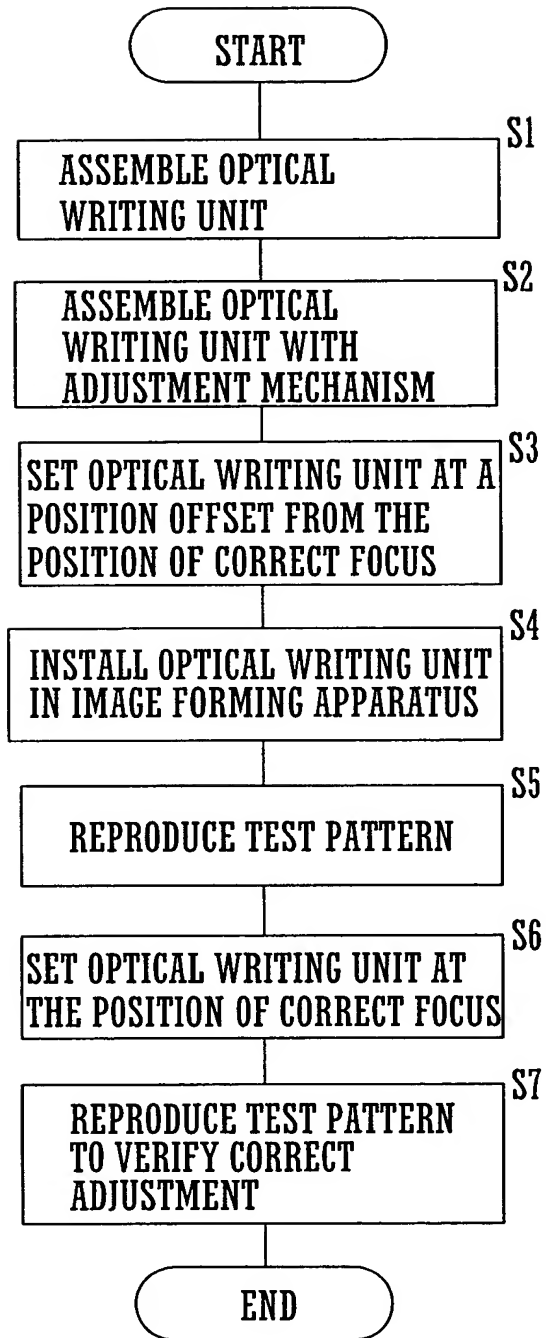 START
S1
ASSEMBLE OPTICAL
WRITING UNIT
S2
ASSEMBLE OPTICAL
WRITING UNIT WITH
ADJUSTMENT MECHANISM
S3
SET OPTICAL WRITING UNIT AT A
POSITION OFFSET FROM THE
POSITION OF CORRECT FOCUS
S4
INSTALL OPTICAL WRITING UNIT
IN IMAGE FORMING APPARATUS
S5
REPRODUCE TEST PATTERN
S6
SET OPTICAL WRITING UNIT AT
THE POSITION OF CORRECT FOCUS
S7
REPRODUCE TEST PATTERN
TO VERIFY CORRECT
ADJUSTMENT
END